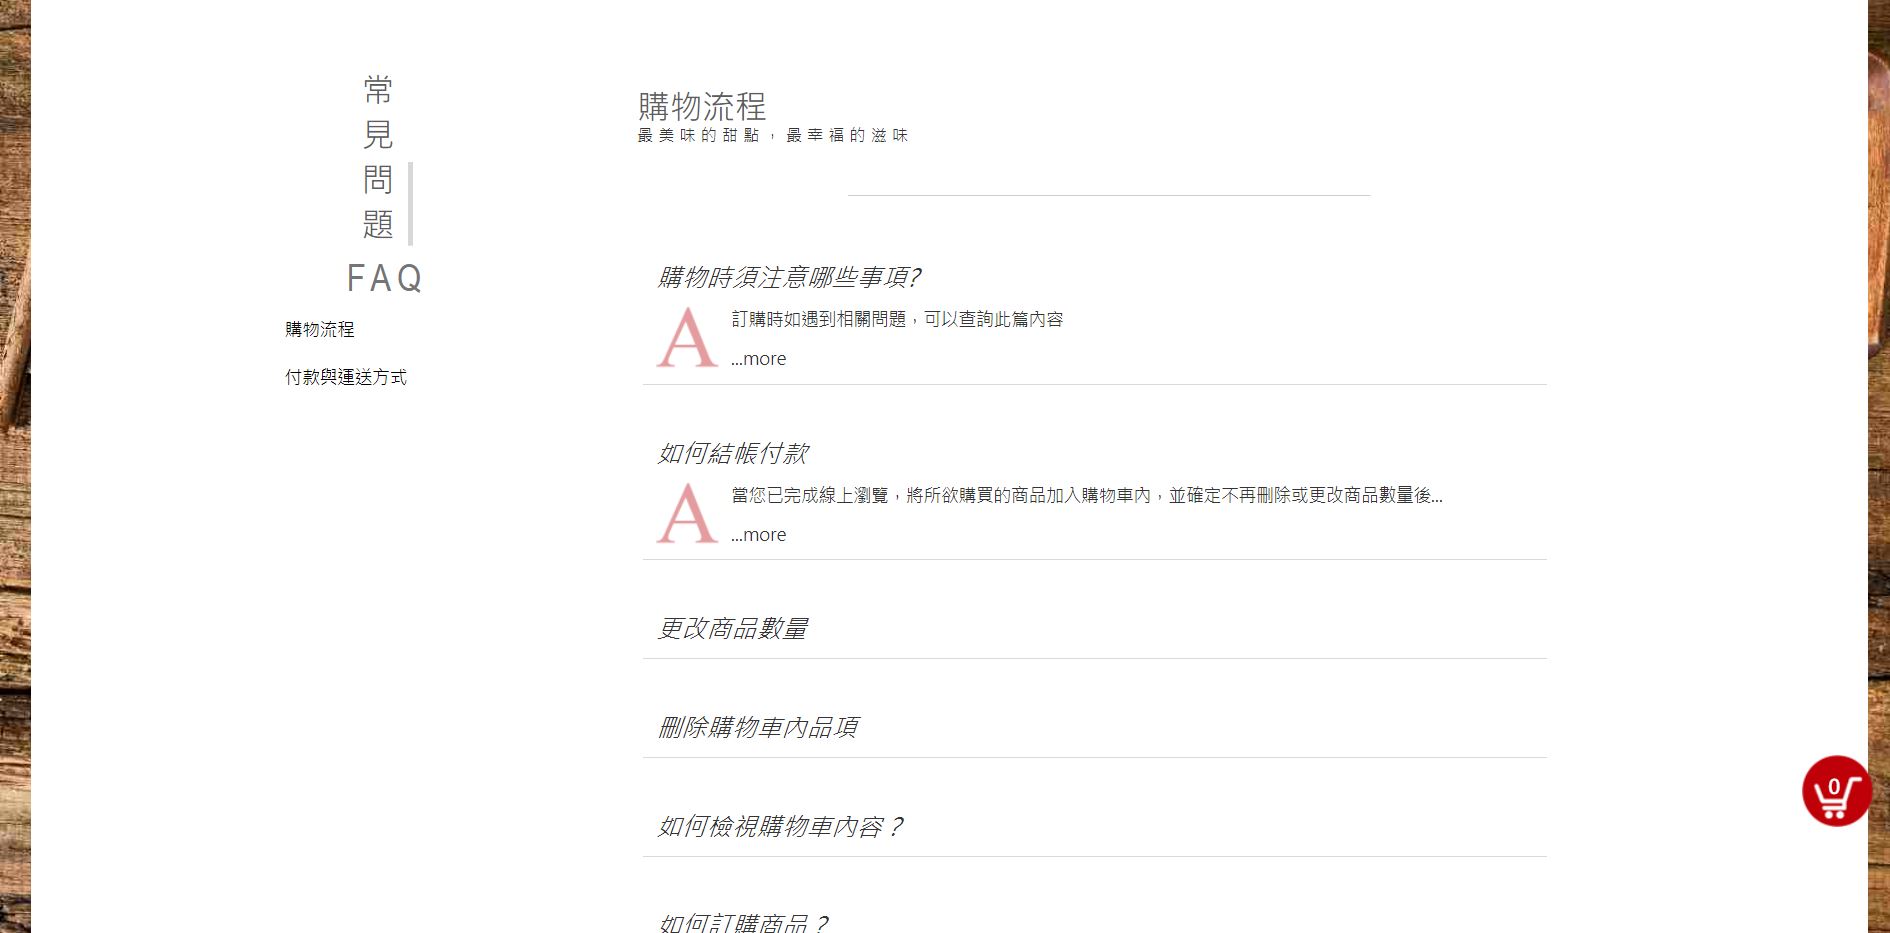 常見問題
FAQ
購物流程
付款與運送方式
購物流程
最美味的甜點，最幸福的滋味
購物時須注意哪些事項?
A
訂購時如遇到相關問題，可以查詢此篇內容
...more
如何結帳付款
A
當您已完成線上瀏覽，將所欲購買的商品加入購物車內，並確定不再刪除或更改商品數量後...
...more
更改商品數量
刪除購物車內品項
如何檢視購物車內容？
如何訂購商品？
0